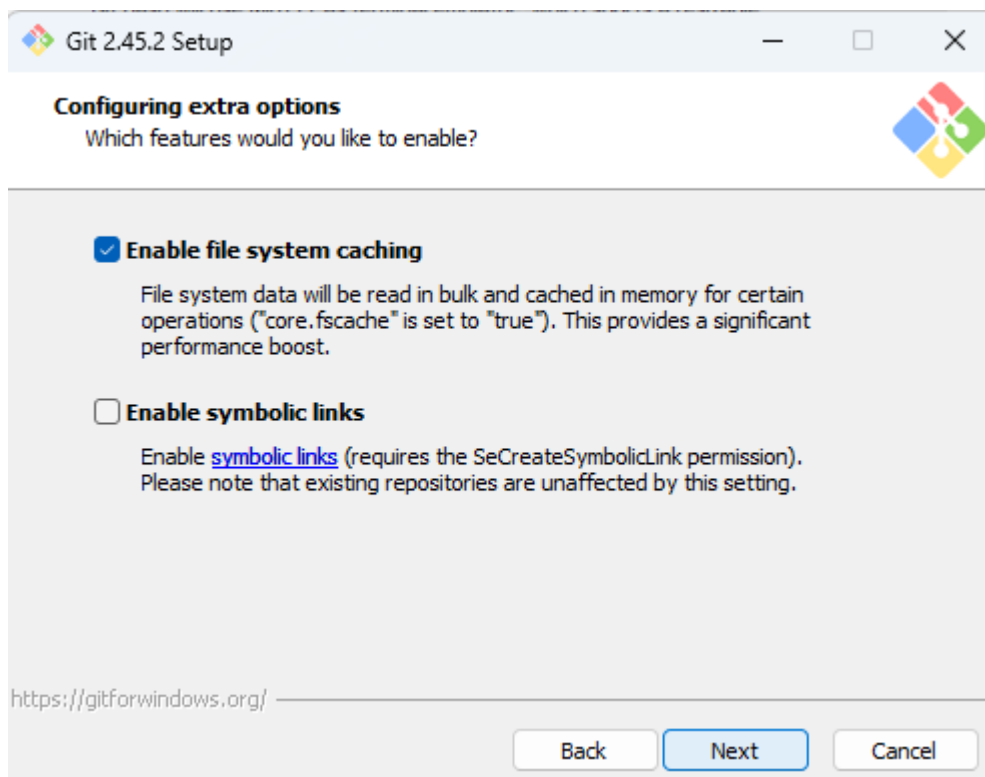 Git 2.45.2 Setup
Configuring extra options
Which features would you like to enable?
Enable file system caching
File system data will be read in bulk and cached in memory for certain
operations ("core.fscache" is set to "true"). This provides a significant
performance boost.
Enable symbolic links
Enable symbolic links (requires the SeCreateSymbolicLink permission).
Please note that existing repositories are unaffected by this setting.
https://gitforwindows.org/
Back Next Cancel